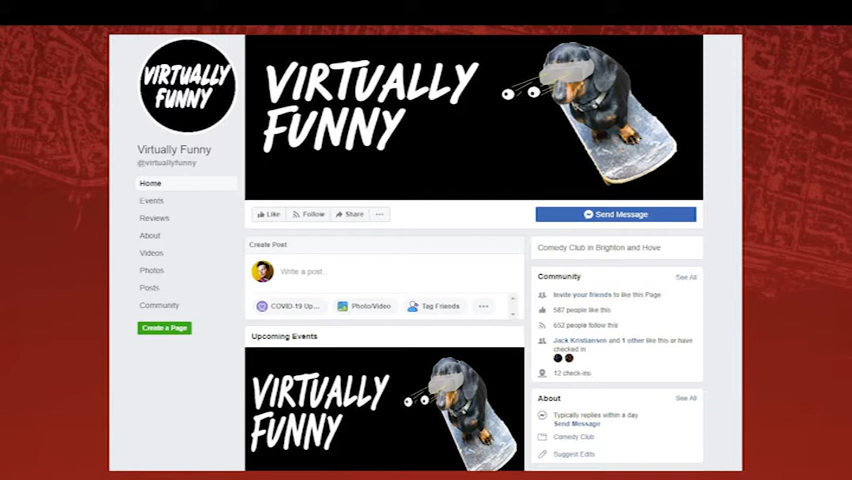 VIRTUALLY
FUNNY
VIRTUALLY
FUNNY
Virtually Funny
@virtuallyfunny
Home
Events
Reviews
About
Videos
Photos
Posts
Community
Create a Page
Like
Follow
Share
Send Message
Create Post
Write a post..
COVID-19 Up...
Photo/Video
Tag Friends
Upcoming Events
VIRTUALLY
FUNNY
Comedy Club in Brighton and Hove
Community
See All
Invite your friends to like this Page
587 people like this
652 people follow this
Jack Kristiansen and 1 other like this or have
checked in
12 check-ins
About
See All
Typically replies within a day
Send Message
Comedy Club
Suggest Edits